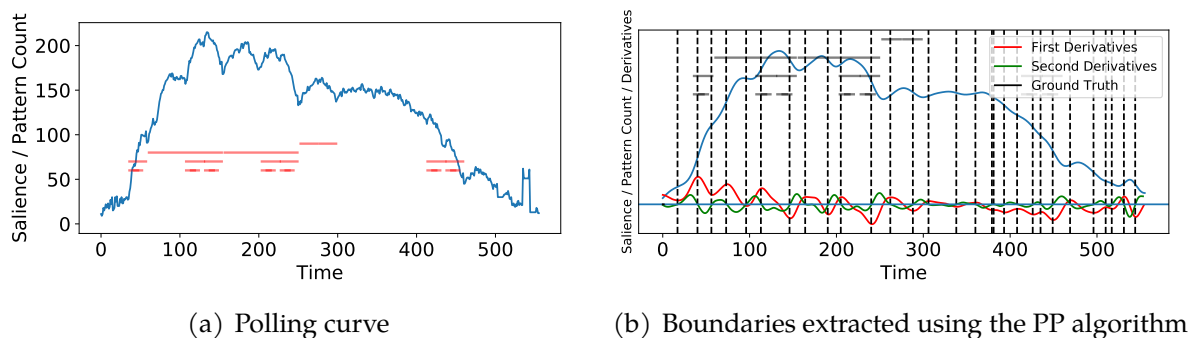 Salience / Pattern Count
200
150
100
50
0
0 100 200 300 400 500
Time
(a) Polling curve
Salience / Pattern Count / Derivatives
First Derivatives
Second Derivatives
Ground Truth
0 100 200 300 400 500
Time
(b) Boundaries extracted using the PP algorithm